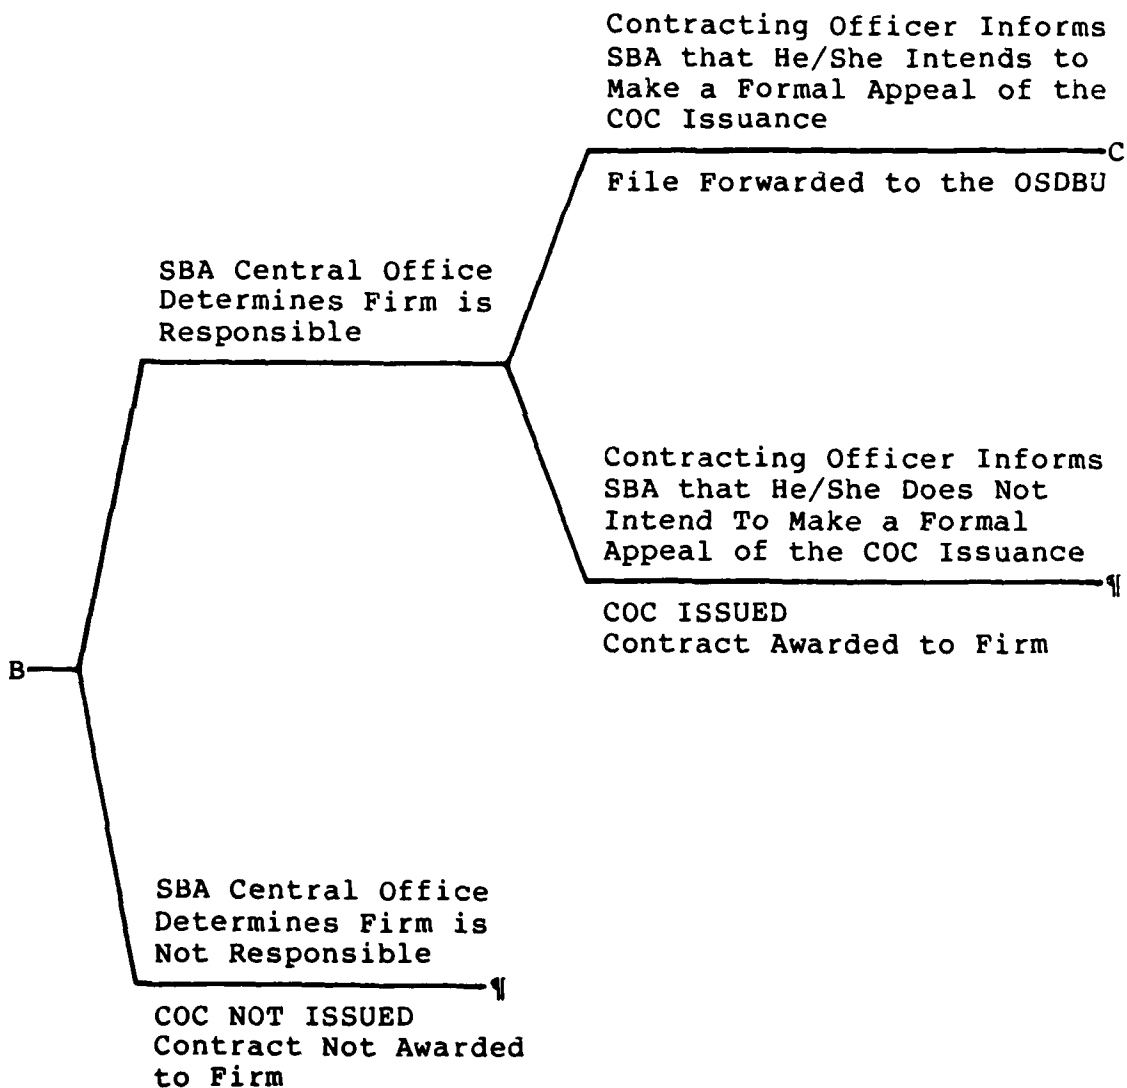 Contracting Officer Informs
SBA that He/She Intends to
Make a Formal Appeal of the
COC Issuance
C
File Forwarded to the OSDBU
SBA Central Office
Determines Firm is
Responsible
Contracting Officer Informs
SBA that He/She Does Not
Intend To Make a Formal
Appeal of the COC Issuance
¶
COC ISSUED
Contract Awarded to Firm
B
SBA Central Office
Determines Firm is
Not Responsible
¶
COC NOT ISSUED
Contract Not Awarded
to Firm